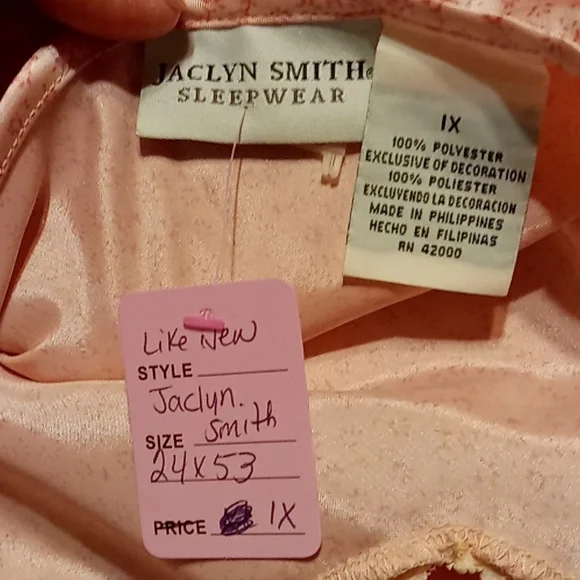 JACLYN SMITH®
SLEEPWEAR
1X
100% POLYESTER
EXCLUSIVE OF DECORATION
100% POLIESTER
EXCLUYENDO LA DECORACION
MADE IN PHILIPPINES
HECHO EN FILIPINAS
RN 42000
Like New
STYLE
Jaclyn.
SIZE Smith
24x53
PRICE 1X